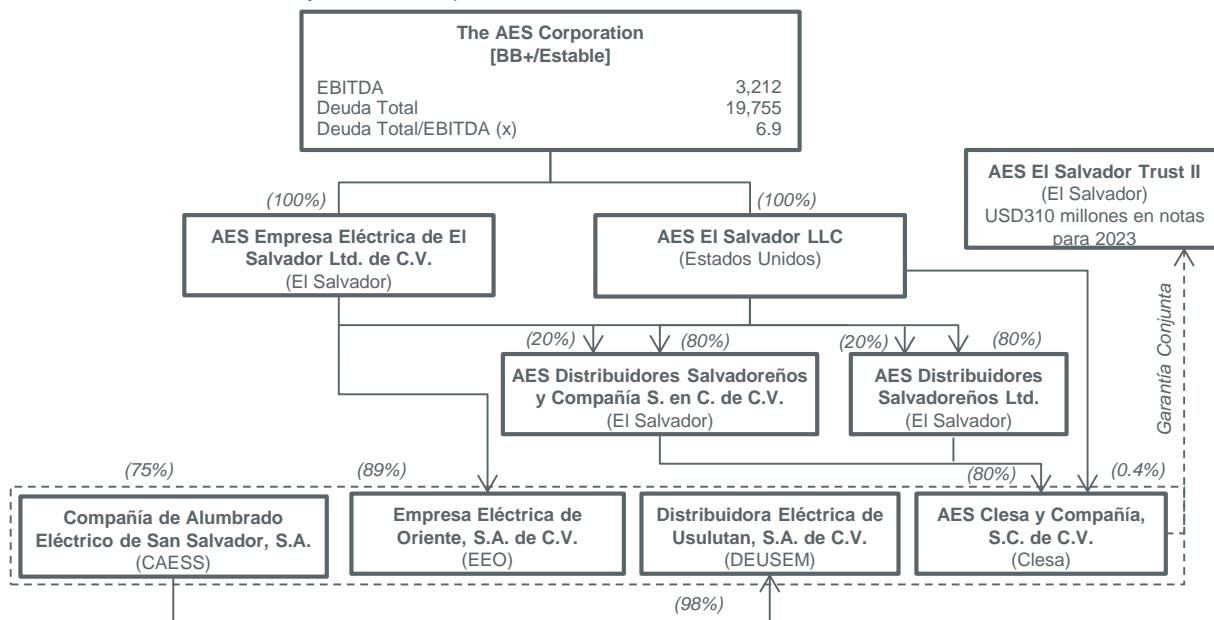 The AES Corporation
[BB+/Estable]
EBITDA 3,212
Deuda Total 19,755
Deuda Total/EBITDA (x) 6.9
AES El Salvador Trust II
(El Salvador)
USD310 millones en notas
para 2023
(100%)
(100%)
AES Empresa Eléctrica de El
Salvador Ltd. de C.V.
(El Salvador)
AES El Salvador LLC
(Estados Unidos)
Garantía Conjunta
(20%)
(80%)
(20%)
(80%)
AES Distribuidores Salvadoreños
y Compañía S. en C. de C.V.
(El Salvador)
AES Distribuidores
Salvadoreños Ltd.
(El Salvador)
(75%)
(89%)
(80%)
(0.4%)
Compañía de Alumbrado
Eléctrico de San Salvador, S.A.
(CAESS)
Empresa Eléctrica de
Oriente, S.A. de C.V.
(EEO)
Distribuidora Eléctrica de
Usulutan, S.A. de C.V.
(DEUSEM)
AES Clesa y Compañía,
S.C. de C.V.
(Clesa)
(98%)